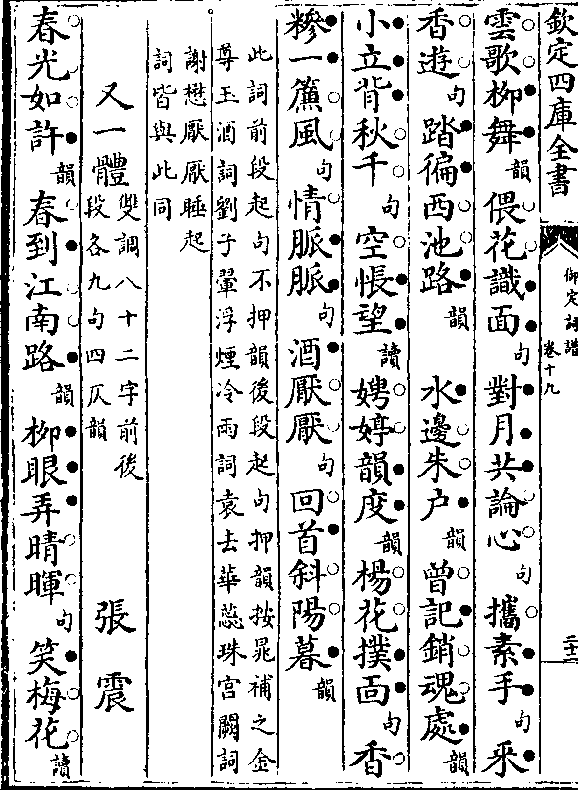 欽定四庫全書
御定詞譜
卷十九
二十一
雲歌柳舞韻偎花識面句對月共論心句攜素手句采
香遊句踏徧西池路韻水邊朱户韻曾記銷魂處韻
小立背秋千句空悵望讀娉婷韻度韻楊花撲面句香
糝一簾風句情脈脈句酒厭厭句回首斜陽暮韻
此詞前段起句不押韻後段起句押韻按晁補之金
尊玉酒詞劉子翬浮煙冷雨詞袁去華蕊珠宫闕詞
謝懋厭厭睡起
詞皆與此同
又一體雙調八十二字前後
段各九句四仄韻張震
春光如許韻春到江南路韻柳眼弄晴暉句笑梅花讀